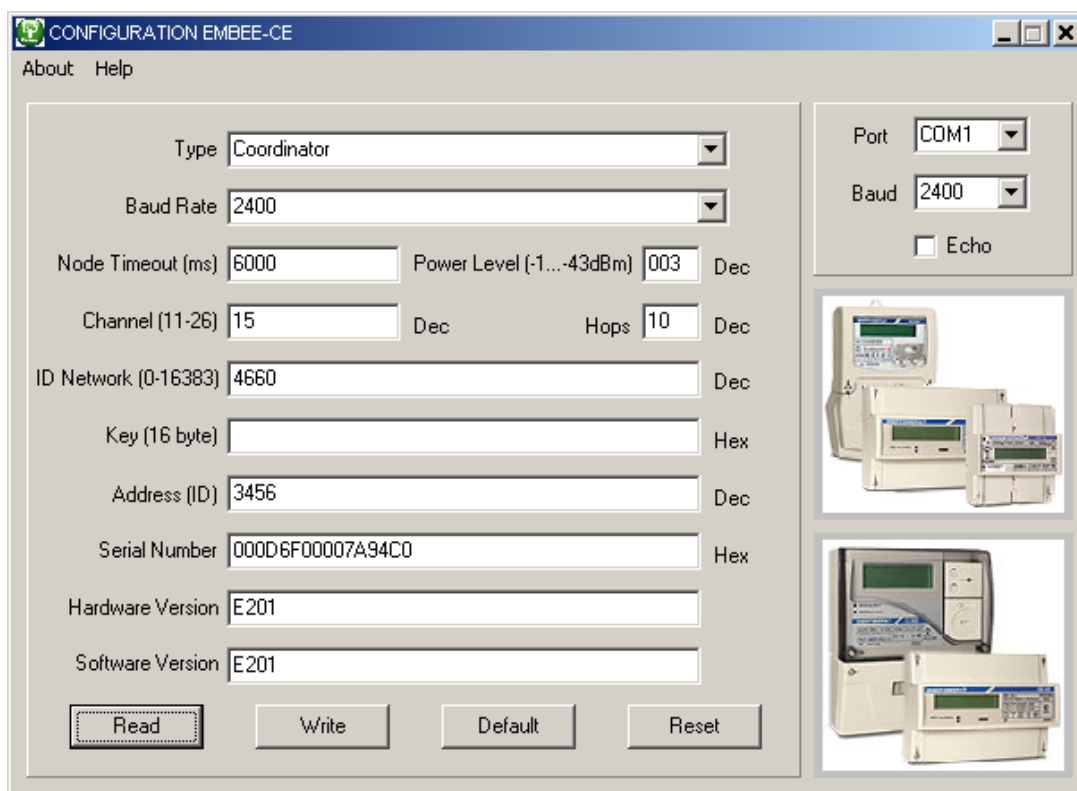 CONFIGURATION EMBEE-CE
About Help
Type Coordinator
Baud Rate 2400
Node Timeout (ms) 6000 Power Level (-1...-43dBm) 003 Dec
Channel (11-26) 15 Dec Hops 10 Dec
ID Network (0-16383) 4660 Dec
Key (16 byte) Hex
Address (ID) 3456 Dec
Serial Number 000D6F00007A94C0 Hex
Hardware Version E201
Software Version E201
Read Write Default Reset
Port COM1
Baud 2400
Echo